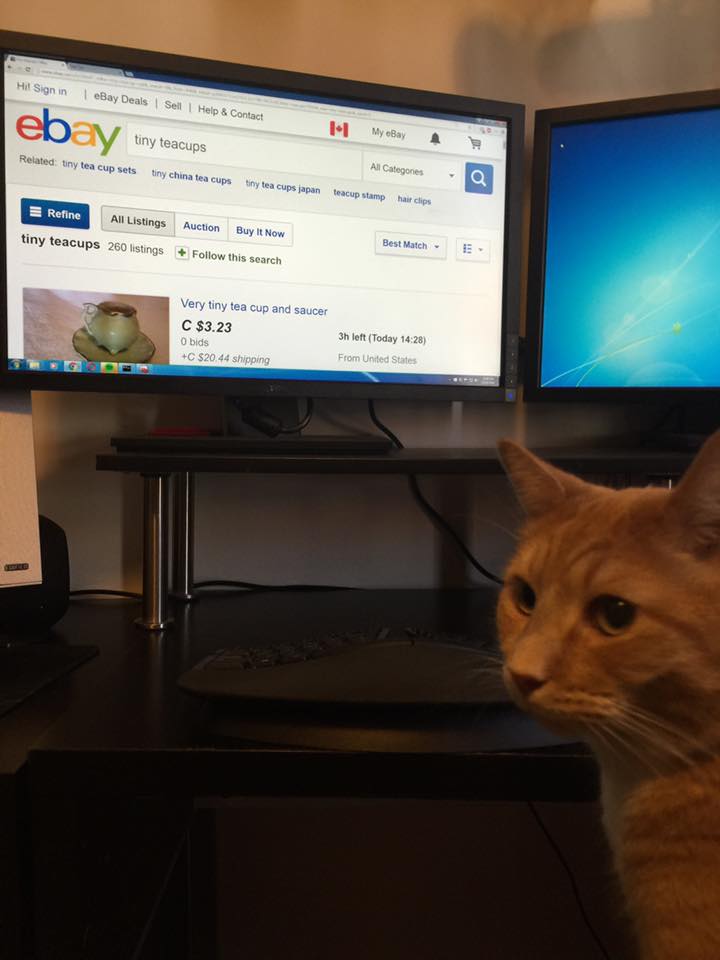 Hi! Sign in | eBay Deals | Sell | Help & Contact
My eBay
ebay
tiny teacups
All Categories
Related: tiny tea cup sets tiny china tea cups tiny tea cups japan teacup stamp hair clips
Refine
All Listings
Auction
Buy It Now
Best Match
tiny teacups 260 listings + Follow this search
Very tiny tea cup and saucer
C $3.23
0 bids
+C $20.44 shipping
3h left (Today 14:28)
From United States